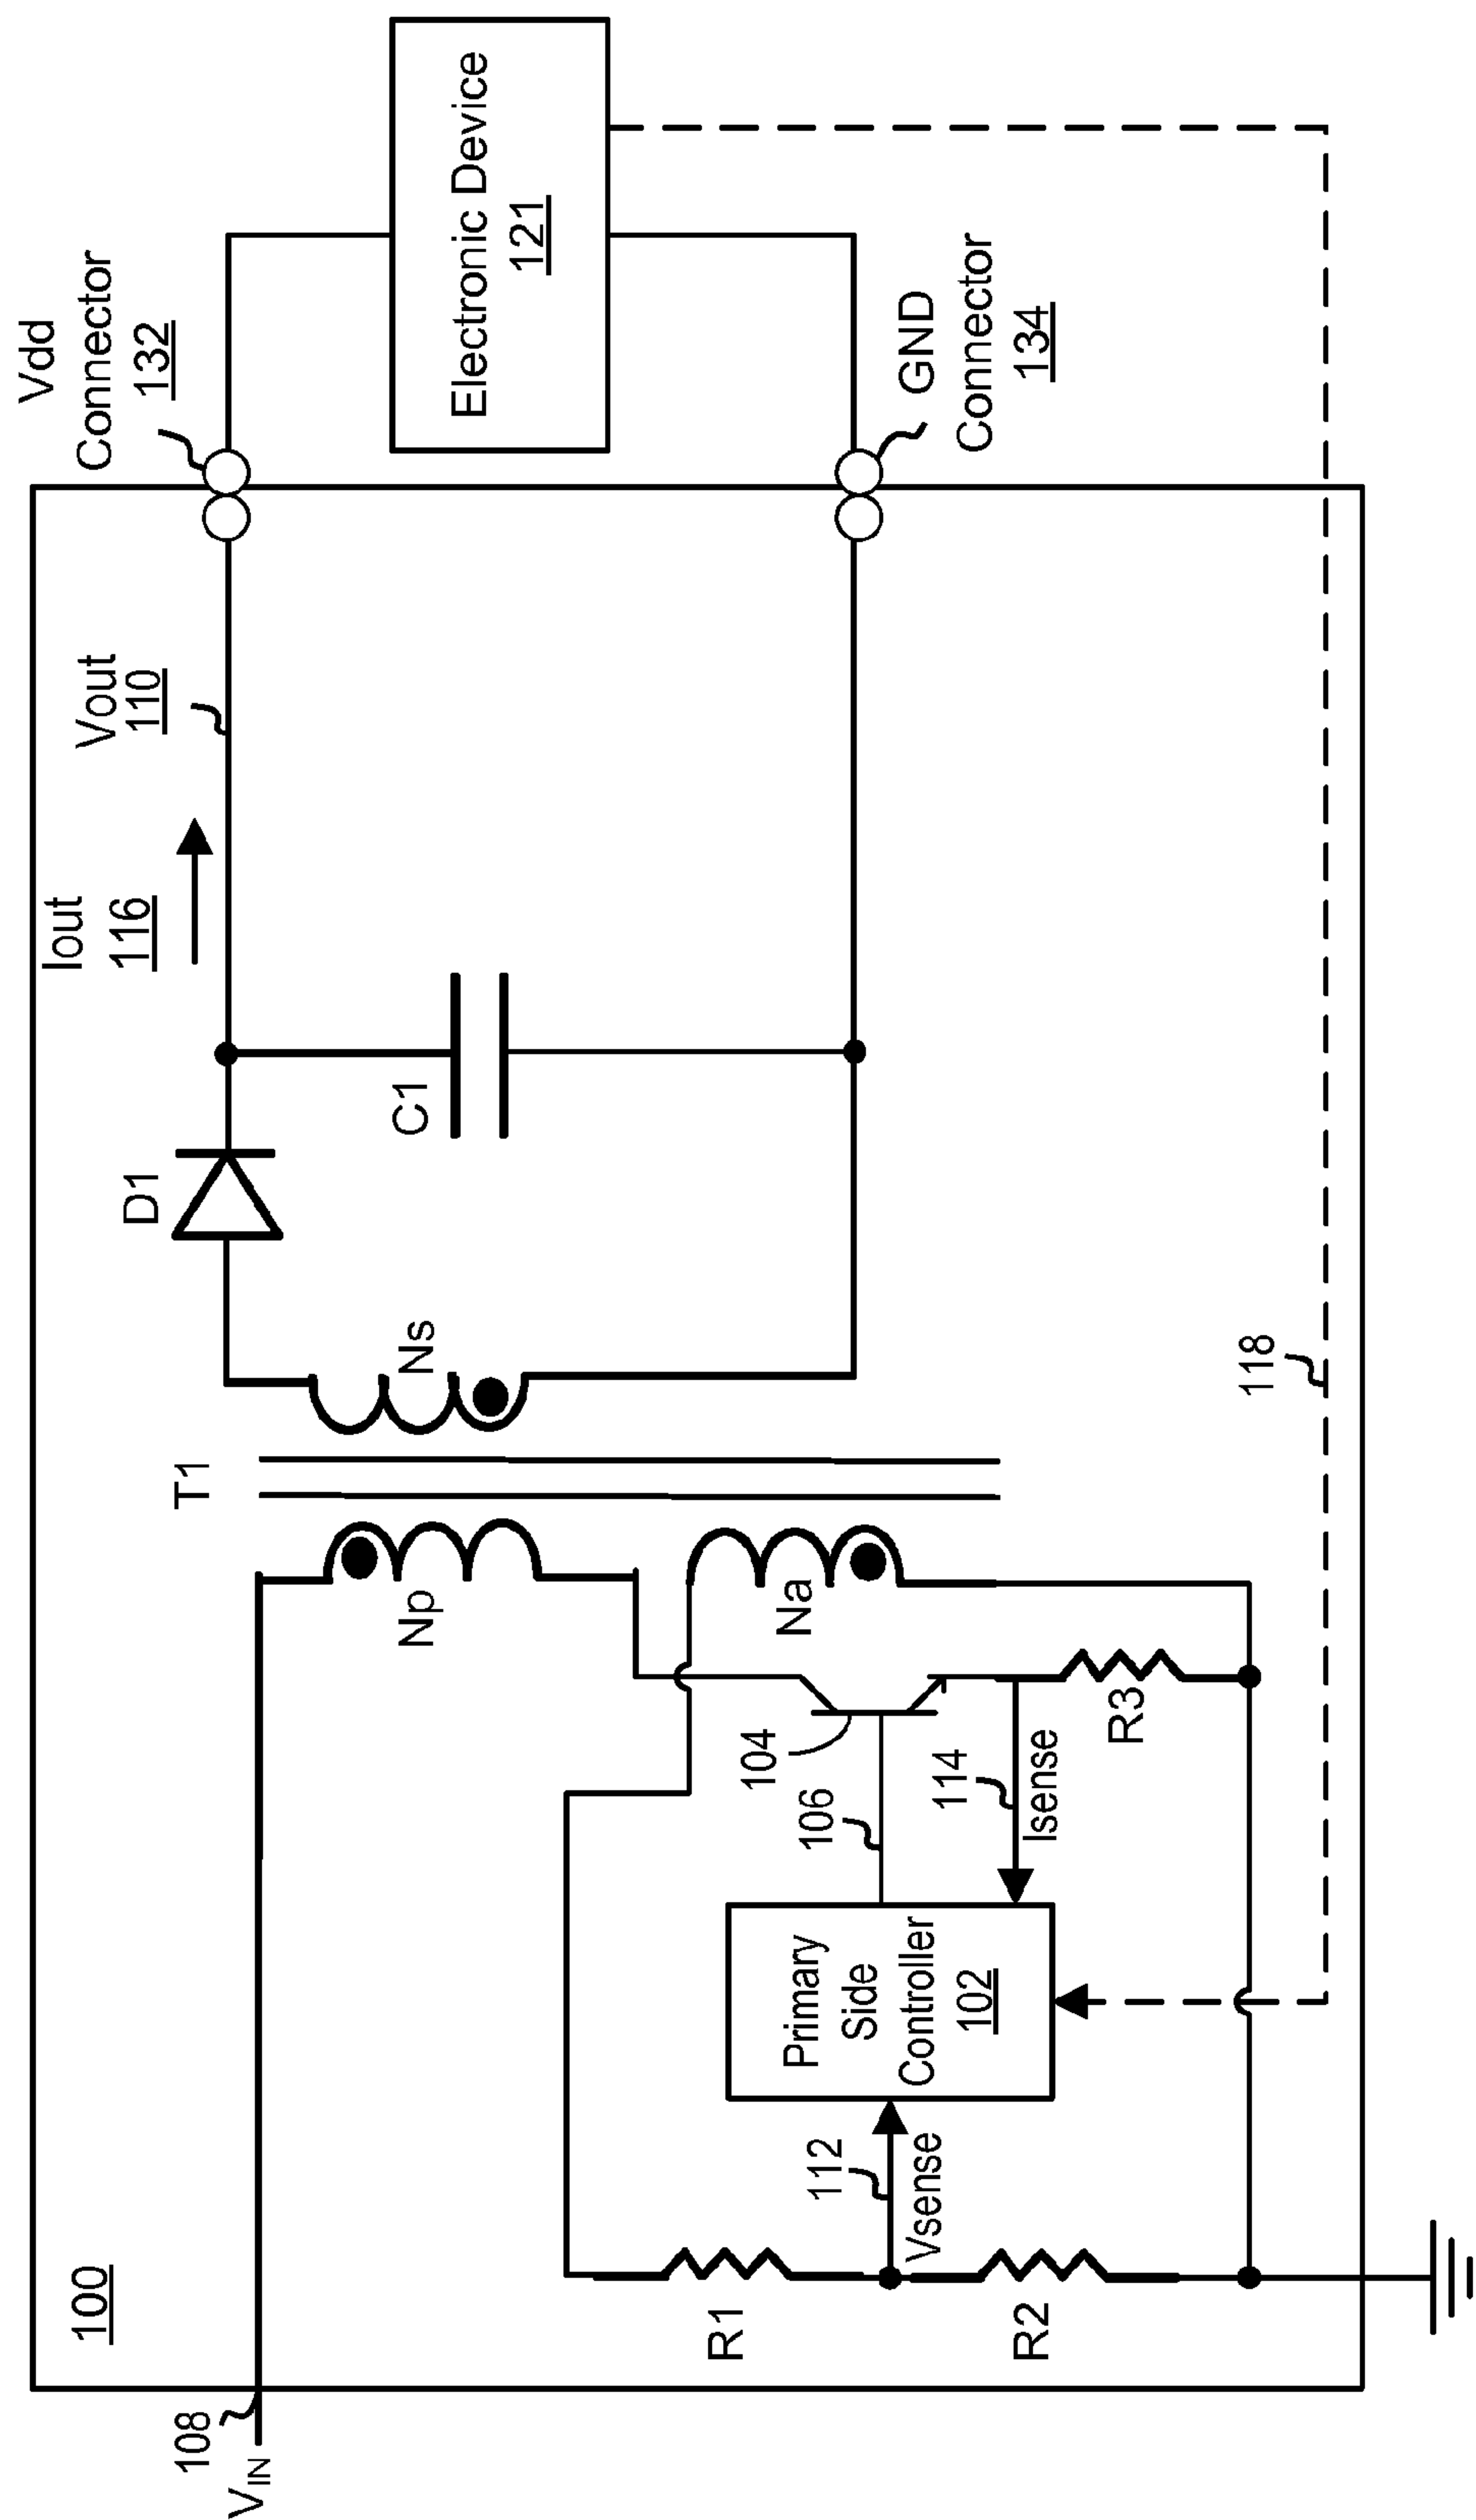 100
108
V_IN
T1
Np
Ns
Na
D1
C1
Iout
116
Vout
110
Vdd
Connector
132
Electronic Device
121
GND
Connector
134
104
106
114
Isense
R3
Primary
Side
Controller
102
112
Vsense
R1
R2
118